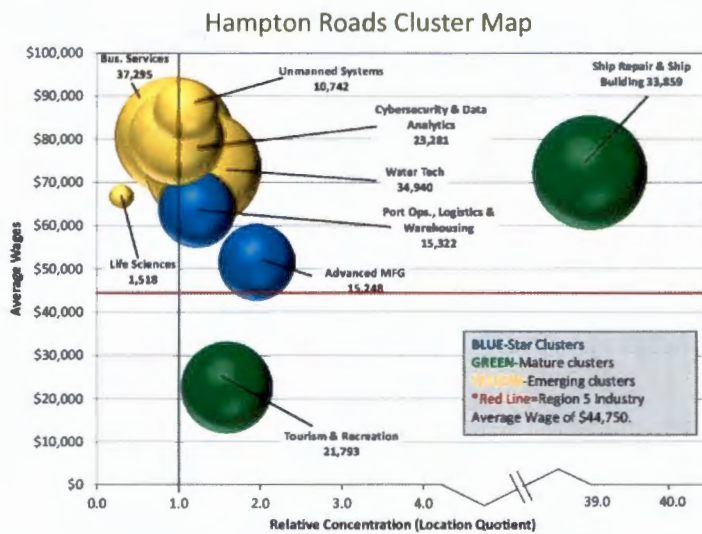 Hampton Roads Cluster Map
$100,000
$90,000
$80,000
$70,000
$60,000
$50,000
$40,000
$30,000
$20,000
$10,000
$0
Average Wages
Bus. Services
37,295
Unmanned Systems
10,742
Cybersecurity & Data
Analytics
23,281
Water Tech
34,940
Port Ops., Logistics &
Warehousing
15,322
Ship Repair & Ship
Building 33,859
Life Sciences
1,518
Advanced MFG
15,248
Tourism & Recreation
21,793
BLUE-Star Clusters
GREEN-Mature clusters
YELLOW-Emerging clusters
*Red Line=Region 5 Industry
Average Wage of $44,750.
0.0 1.0 2.0 3.0 4.0 39.0 40.0
Relative Concentration (Location Quotient)